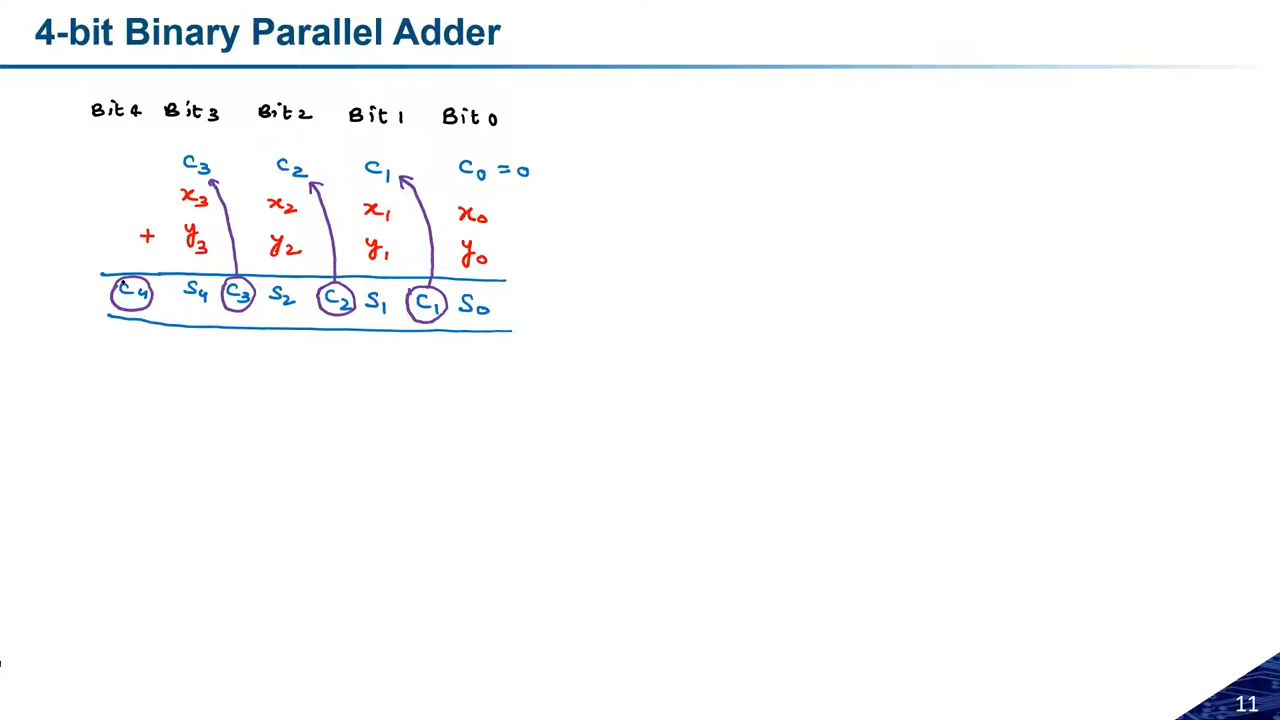 4-bit Binary Parallel Adder
Bit 4 Bit 3 Bit 2 Bit 1 Bit 0
C3 C2 C1 C0 = 0
x3 x2 x1 x0
+ y3 y2 y1 y0
C4 S4 C3 S2 C2 S1 C1 S0
11